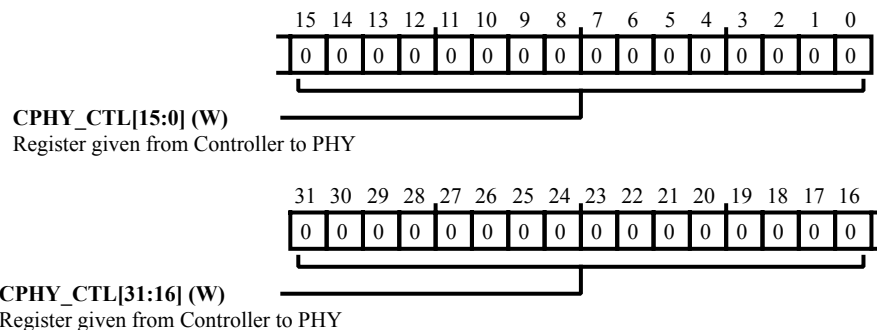 15 14 13 12 11 10 9 8 7 6 5 4 3 2 1 0
0 0 0 0 0 0 0 0 0 0 0 0 0 0 0 0
CPHY_CTL[15:0] (W)
Register given from Controller to PHY
31 30 29 28 27 26 25 24 23 22 21 20 19 18 17 16
0 0 0 0 0 0 0 0 0 0 0 0 0 0 0 0
CPHY_CTL[31:16] (W)
Register given from Controller to PHY